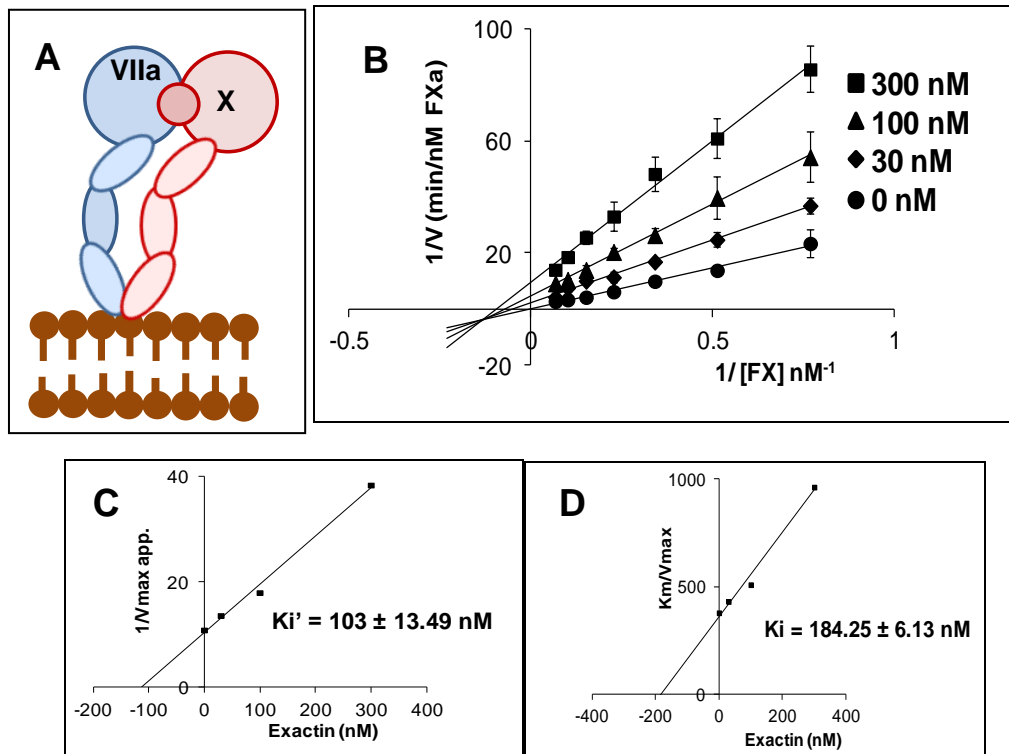 A
VIIa
X
B
1/V (min/nM FXa)
100
60
20
-20
-0.5
0
0.5
1
1/[FX] nM-1
300 nM
100 nM
30 nM
0 nM
C
1/Vmax app.
40
20
0
-200
-100
0
100
200
300
400
Exactin (nM)
Ki’ = 103 ± 13.49 nM
D
Km/Vmax
1000
500
0
-400
-200
0
200
400
Exactin (nM)
Ki = 184.25 ± 6.13 nM